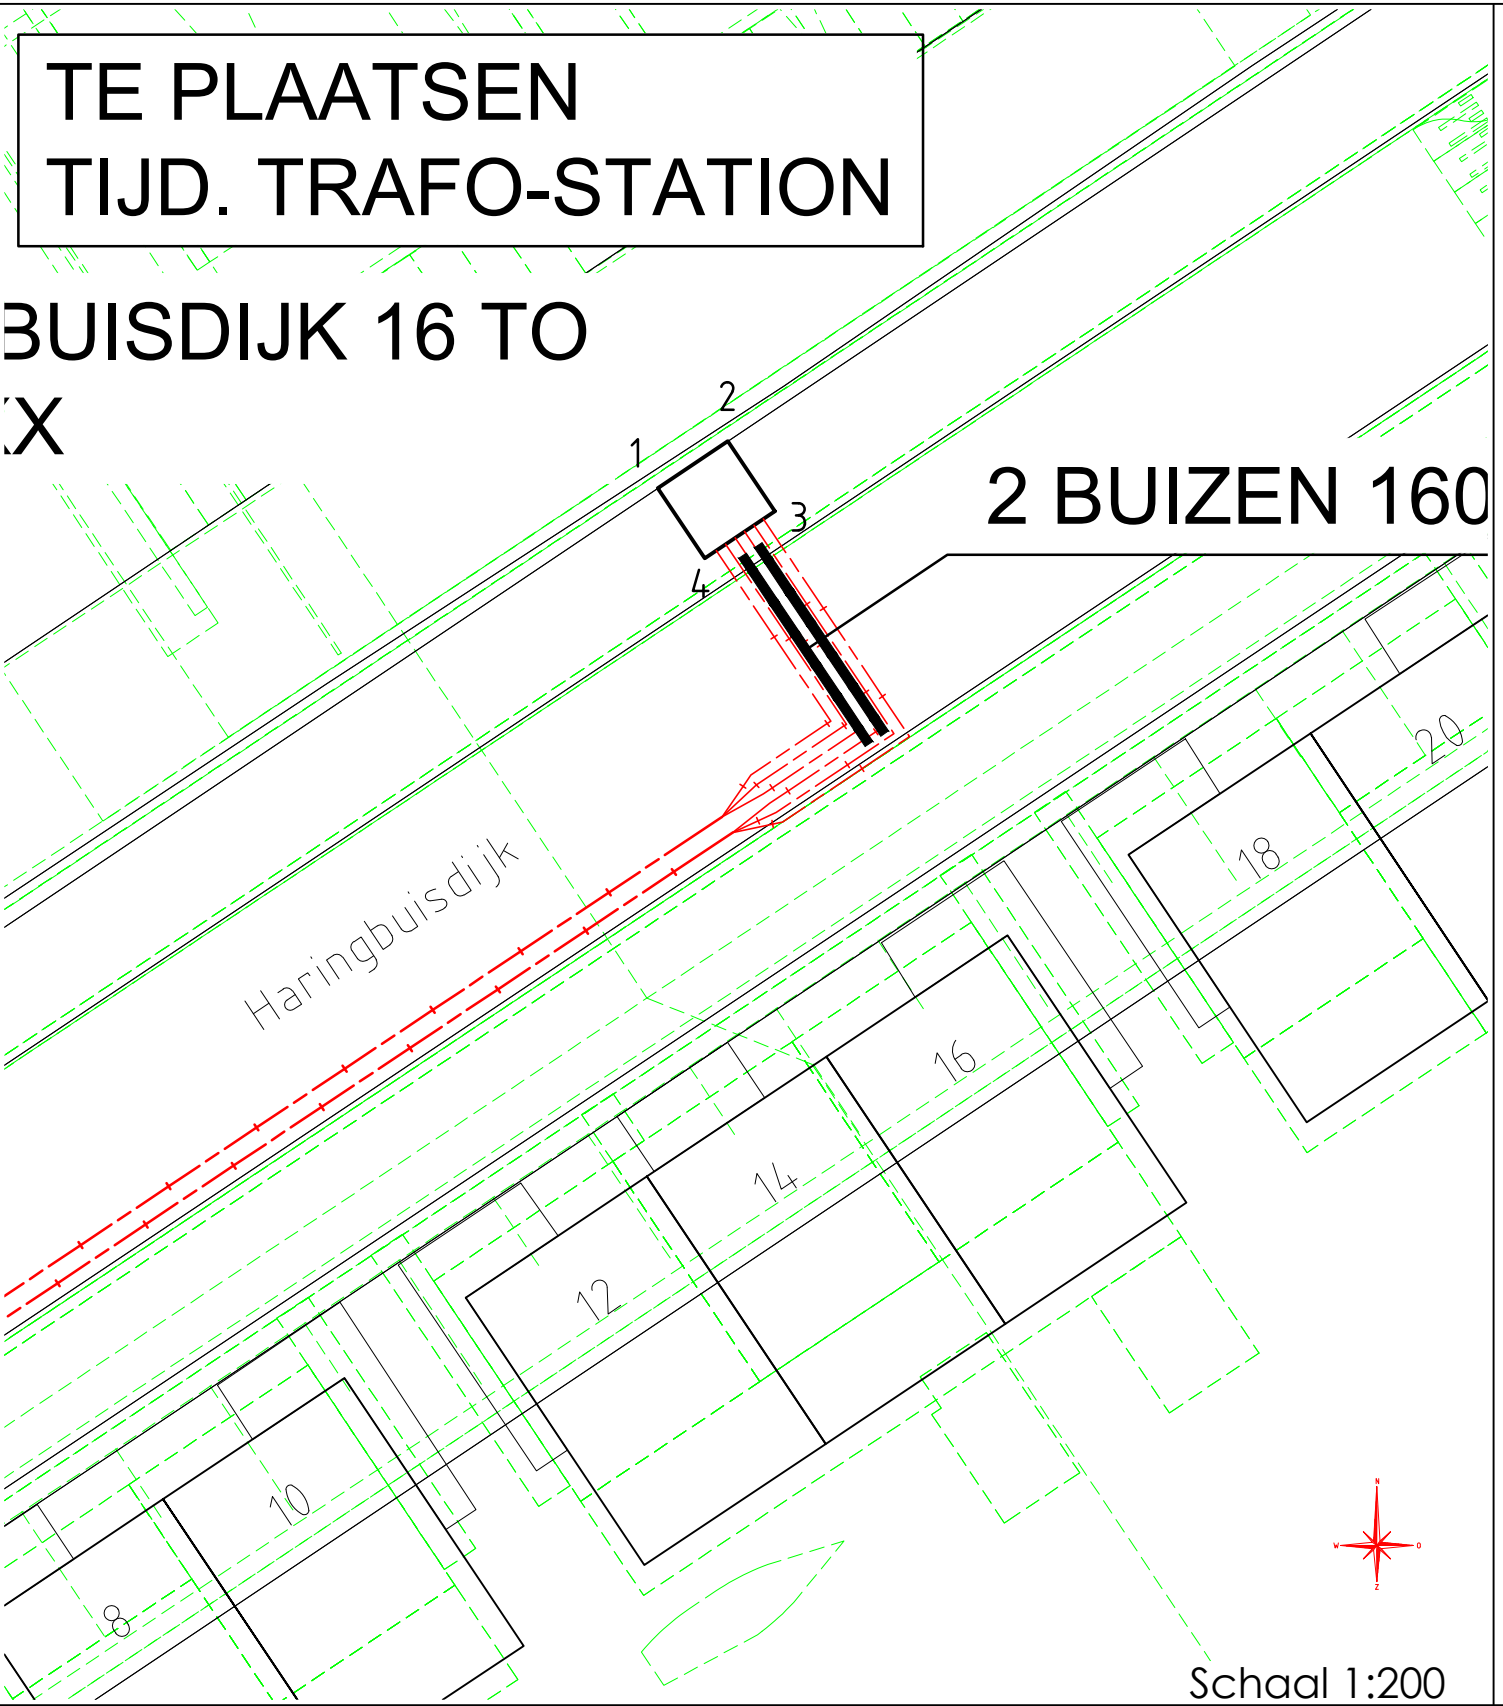 TE PLAATSEN
TIJD. TRAFO-STATION
BUISDIJK 16 TO
X
2
1
2 BUIZEN 160
3
4
20
18
Haringbuisdijk
16
14
12
10
8
N
W O
Z
Schaal 1:200